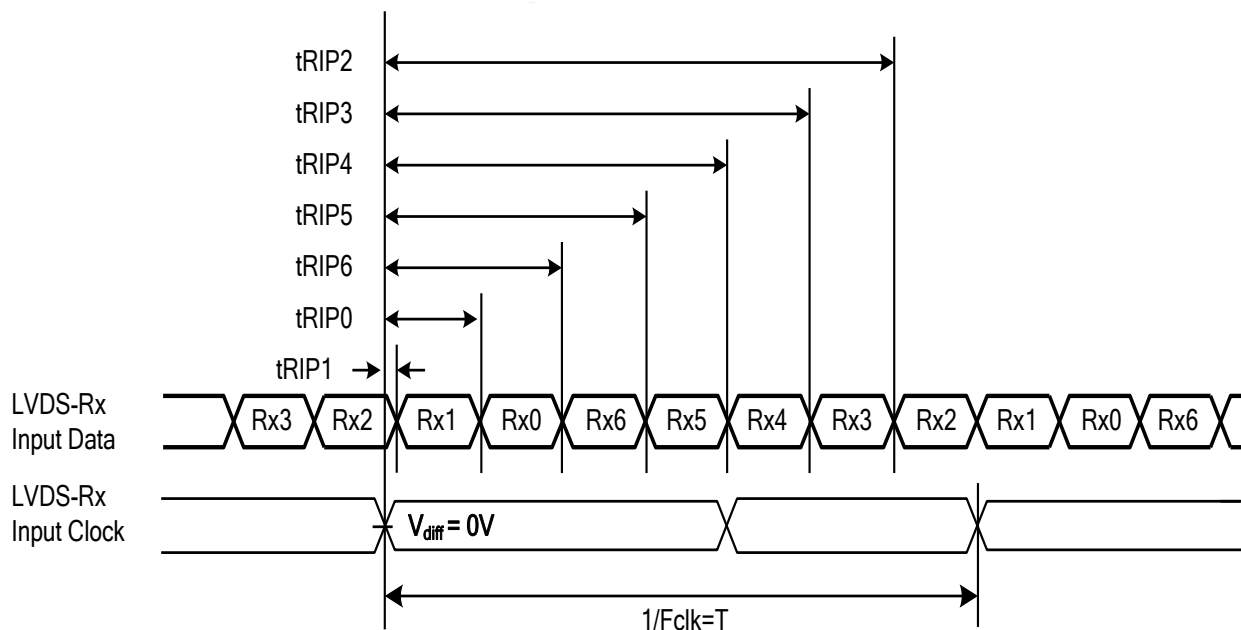 tRIP2
tRIP3
tRIP4
tRIP5
tRIP6
tRIP0
tRIP1
LVDS-Rx
Input Data
Rx3 Rx2 Rx1 Rx0 Rx6 Rx5 Rx4 Rx3 Rx2 Rx1 Rx0 Rx6
LVDS-Rx
Input Clock
Vdiff = 0V
1/Fclk=T